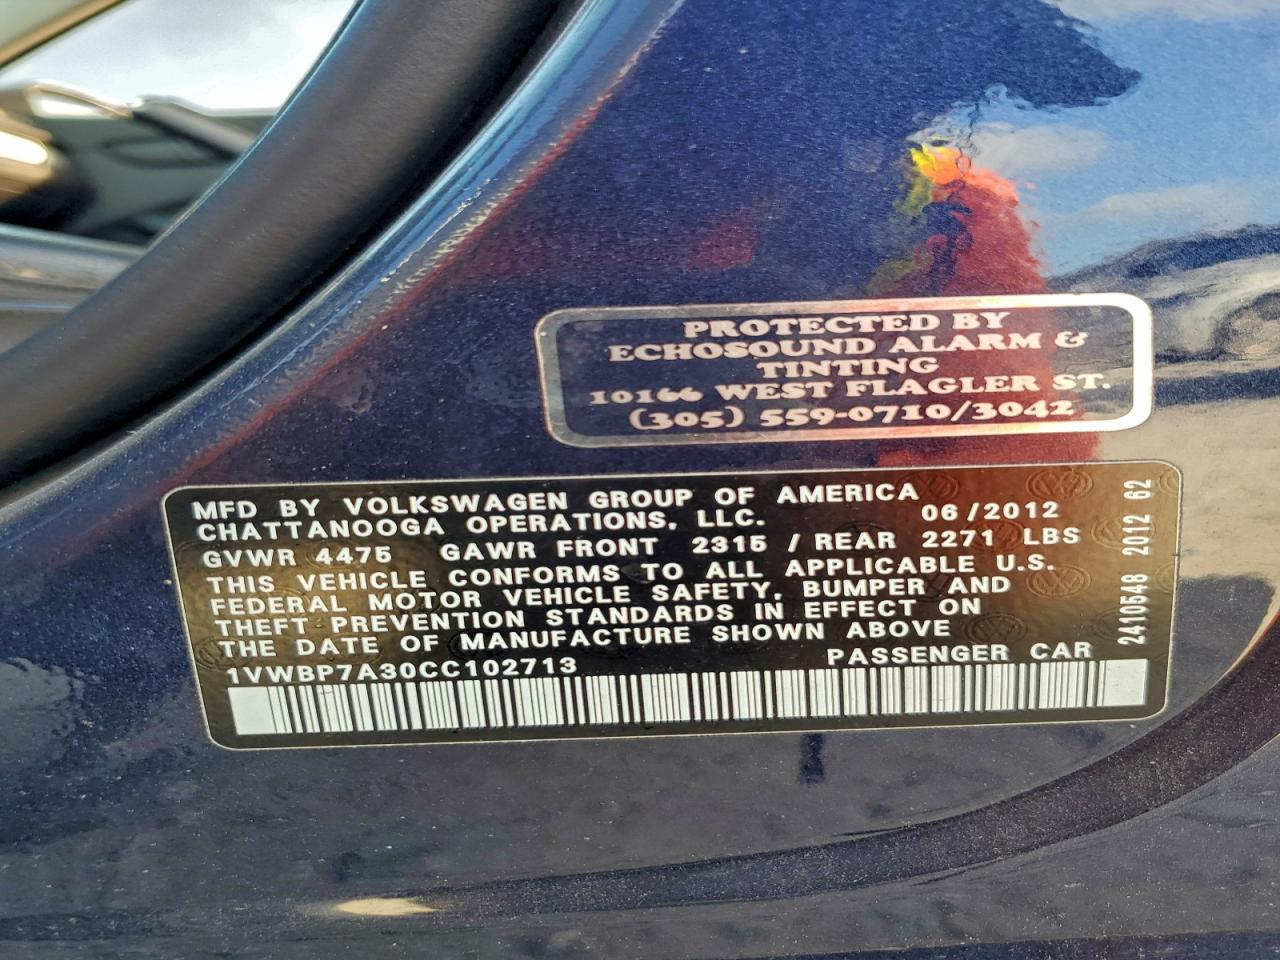 PROTECTED BY
ECHOSOUND ALARM &
TINTING
10166 WEST FLAGLER ST.
(305) 559-0710/3042
MFD BY VOLKSWAGEN GROUP OF AMERICA
CHATTANOOGA OPERATIONS, LLC. 06/2012
GVWR 4475 GAWR FRONT 2315 / REAR 2271 LBS
THIS VEHICLE CONFORMS TO ALL APPLICABLE U.S.
FEDERAL MOTOR VEHICLE SAFETY, BUMPER AND
THEFT PREVENTION STANDARDS IN EFFECT ON
THE DATE OF MANUFACTURE SHOWN ABOVE
1VWBP7A30CC102713 PASSENGER CAR
2410548 2012 62